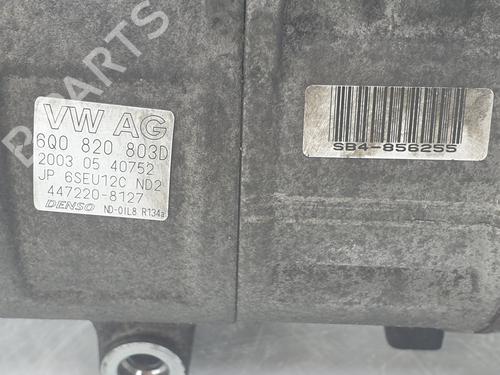 VW AG
6Q0 820 803D
2003 05 40752
JP 6SEU12C ND2
447220-8127
DENSO ND-OIL8 R134a
SB4-856255
B PARTS